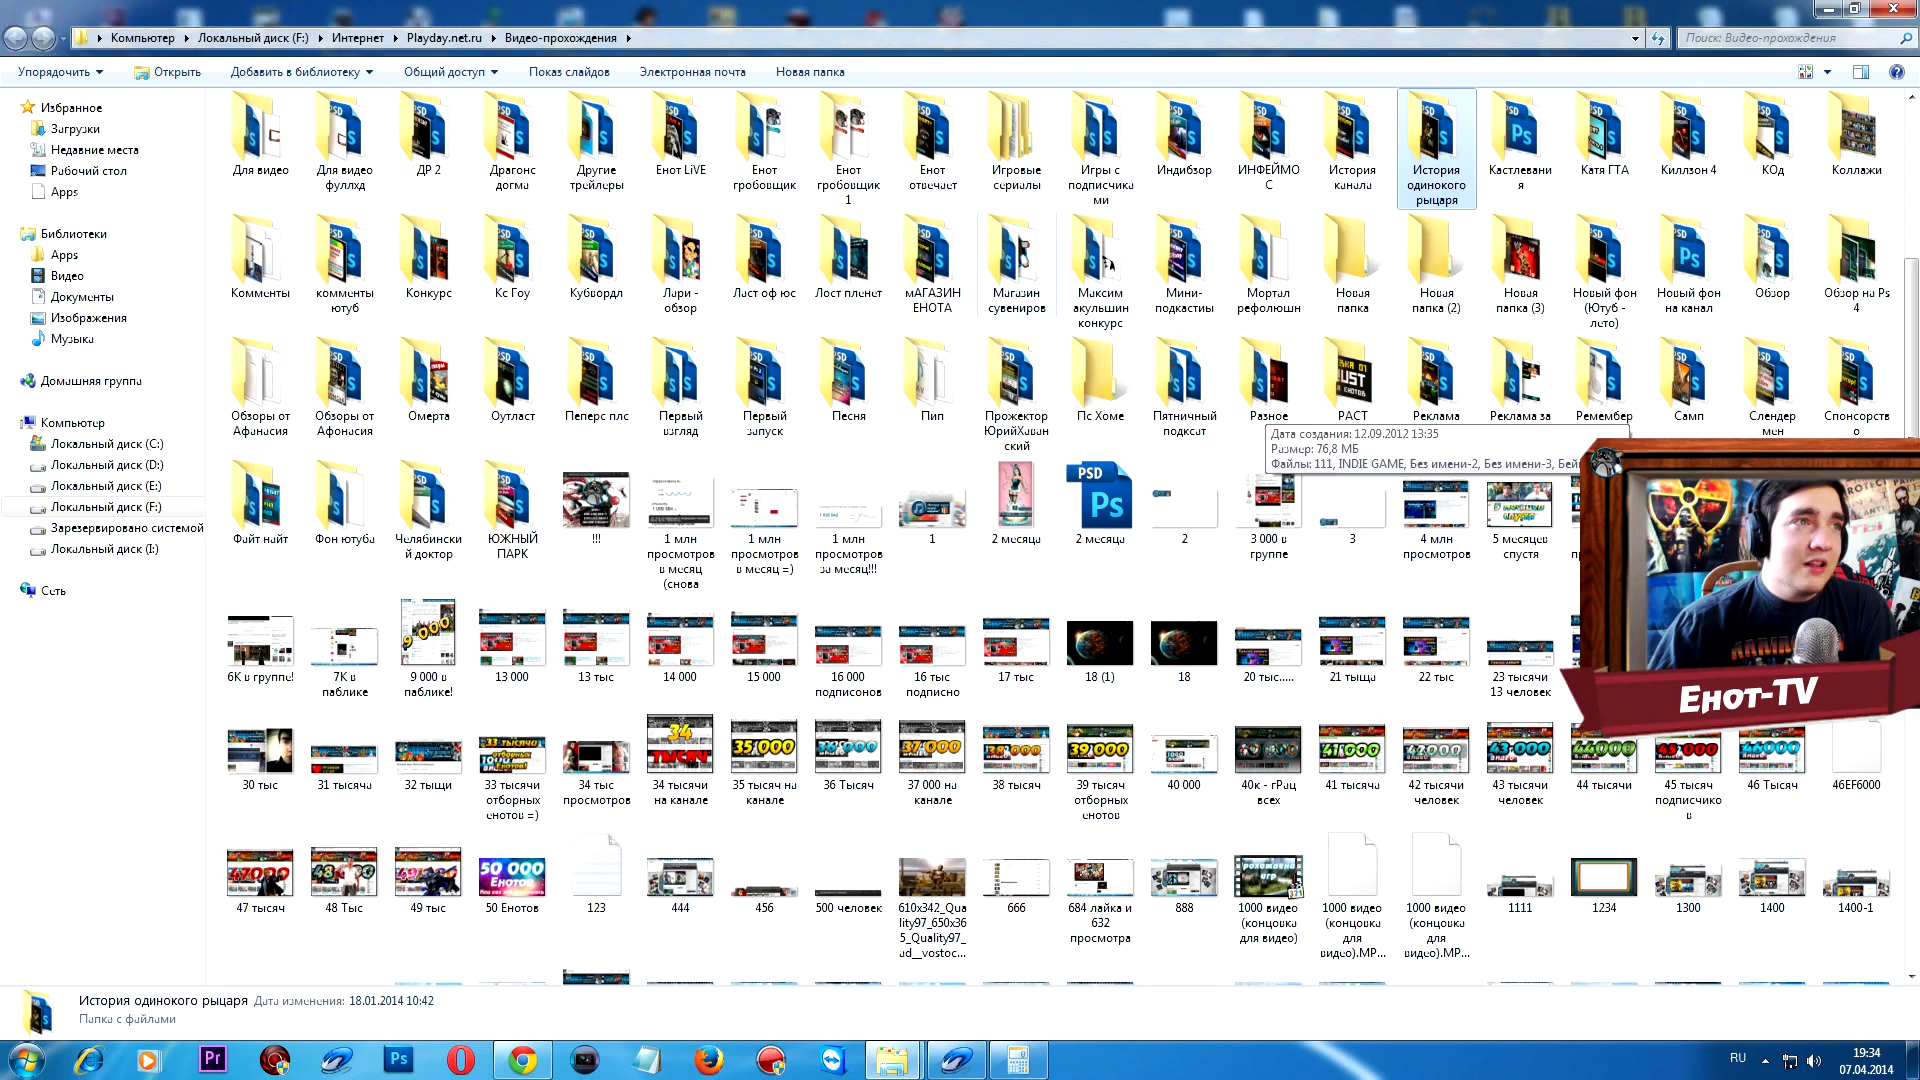 Компьютер
Локальный диск (F:)
Интернет
Playday.net.ru
Видео-прохождения
Поиск: Видео-прохождения
Упорядочить
Открыть
Добавить в библиотеку
Общий доступ
Показ слайдов
Электронная почта
Новая папка
Избранное
Загрузки
Недавние места
Рабочий стол
Apps
Библиотеки
Apps
Видео
Документы
Изображения
Музыка
Домашняя группа
Компьютер
Локальный диск (C:)
Локальный диск (D:)
Локальный диск (E:)
Локальный диск (F:)
Зарезервировано системой
Локальный диск (I:)
Сеть
Для видео
Для видео фуллхд
ДР 2
Драгонс догма
Другие трейлеры
Енот LiVE
Енот гробовщик
Енот гробовщик 1
Енот отвечает
Игровые сериалы
Игры с подписчиками
Индибзор
ИНФЕЙМОС
История канала
История одинокого рыцаря
Кастлевания
Катя ГТА
Киллзон 4
КОд
Коллажи
Комменты
комменты ютуб
Конкурс
Кс Гоу
Кубвордл
Лари - обзор
Ласт оф юс
Лост пленет
мАГАЗИН ЕНОТА
Магазин сувениров
Максим акульшин конкурс
Мини-подкастиы
Мортал рефолюшн
Новая папка
Новая папка (2)
Новая папка (3)
Новый фон (Ютуб - лето)
Новый фон на канал
Обзор
Обзор на Ps 4
Обзоры от Афанасия
Обзоры от Афонасия
Омерта
Оутласт
Пеперс плс
Первый взгляд
Первый запуск
Песня
Пип
Прожектор ЮрийХаванский
Пс Хоме
Пятничный подксат
Разное
РАСТ
Реклама
Реклама за
Ремембер
Самп
Слендермен
Спонсорство
Дата создания: 12.09.2012 13:35
Размер: 76,8 МБ
Файлы: 111, INDIE GAME, Без имени-2, Без имени-3, Бей
Файт найт
Фон ютуба
Челябинский доктор
ЮЖНЫЙ ПАРК
!!!
1 млн просмотров в месяц (снова
1 млн просмотров в месяц =)
1 млн просмотров за месяц!!!
1
2 месяца
2 месяца
2
3 000 в группе
3
4 млн просмотров
5 месяцев спустя
6К в группе!
7К в паблике
9 000 в паблике!
13 000
13 тыс
14 000
15 000
16 000 подписонов
16 тыс подписно
17 тыс
18 (1)
18
20 тыс.....
21 тыща
22 тыс
23 тысячи 13 человек
Енот-TV
30 тыс
31 тысяча
32 тыщи
33 тысячи отборных енотов =)
34 тыс просмотров
34 тысячи на канале
35 тысяч на канале
36 Тысяч
37 000 на канале
38 тысяч
39 тысяч отборных енотов
40 000
40к - гРац всех
41 тысяча
42 тысячи человек
43 тысячи человек
44 тысячи
45 тысяч подписчиков
46 Тысяч
46EF6000
47 тысяч
48 Тыс
49 тыс
50 Енотов
123
444
456
500 человек
610x342_Quality97_650x365_Quality97_ad__vostoc...
666
684 лайка и 632 просмотра
888
1000 видео (концовка для видео)
1000 видео (концовка для видео).MP...
1000 видео (концовка для видео).MP...
1111
1234
1300
1400
1400-1
История одинокого рыцаря Дата изменения: 18.01.2014 10:42
Папка с файлами
RU
19:34
07.04.2014